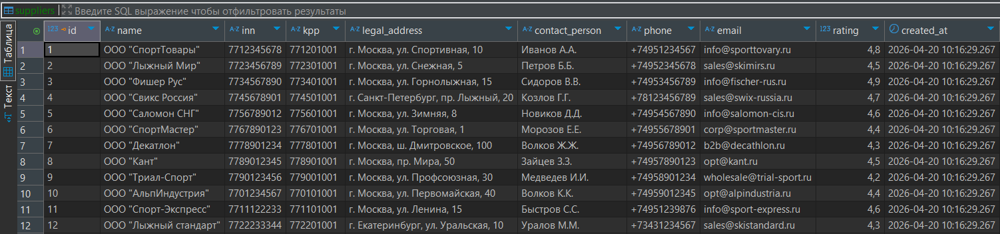 suppliers Введите SQL выражение чтобы отфильтровать результаты
Таблица
Текст
123 id A-Z name A-Z inn A-Z kpp A-Z legal_address A-Z contact_person A-Z phone A-Z email 123 rating created_at
1 1 ООО "СпортТовары" 7712345678 771201001 г. Москва, ул. Спортивная, 10 Иванов А.А. +74951234567 info@sporttovary.ru 4,8 2026-04-20 10:16:29.267
2 2 ООО "Лыжный Мир" 7723456789 772301001 г. Москва, ул. Снежная, 5 Петров Б.Б. +74952345678 sales@skimirs.ru 4,5 2026-04-20 10:16:29.267
3 3 ООО "Фишер Рус" 7734567890 773401001 г. Москва, ул. Горнолыжная, 15 Сидоров В.В. +74953456789 info@fischer-rus.ru 4,9 2026-04-20 10:16:29.267
4 4 ООО "Свикс Россия" 7745678901 774501001 г. Санкт-Петербург, пр. Лыжный, 20 Козлов Г.Г. +78123456789 sales@swix-russia.ru 4,7 2026-04-20 10:16:29.267
5 5 ООО "Саломон СНГ" 7756789012 775601001 г. Москва, ул. Зимняя, 8 Новиков Д.Д. +74954567890 info@salomon-cis.ru 4,6 2026-04-20 10:16:29.267
6 6 ООО "СпортМастер" 7767890123 776701001 г. Москва, ул. Торговая, 1 Морозов Е.Е. +74955678901 corp@sportmaster.ru 4,4 2026-04-20 10:16:29.267
7 7 ООО "Декатлон" 7778901234 777801001 г. Москва, ш. Дмитровское, 100 Волков Ж.Ж. +74956789012 b2b@decathlon.ru 4,3 2026-04-20 10:16:29.267
8 8 ООО "Кант" 7789012345 778901001 г. Москва, пр. Мира, 50 Зайцев З.З. +74957890123 opt@kant.ru 4,5 2026-04-20 10:16:29.267
9 9 ООО "Триал-Спорт" 7790123456 779001001 г. Москва, ул. Профсоюзная, 30 Медведев И.И. +74958901234 wholesale@trial-sport.ru 4,2 2026-04-20 10:16:29.267
10 10 ООО "АльпИндустрия" 7701234567 770101001 г. Москва, ул. Первомайская, 40 Волков К.К. +74959012345 opt@alpindustria.ru 4,4 2026-04-20 10:16:29.267
11 11 ООО "Спорт-Экспресс" 7711122233 771101001 г. Москва, ул. Ленина, 15 Быстров С.С. +74951239876 info@sport-express.ru 4,6 2026-04-20 10:16:29.267
12 12 ООО "Лыжный стандарт" 7722233344 772201001 г. Екатеринбург, ул. Уральская, 10 Уралов М.М. +73431234567 sales@skistandard.ru 4,3 2026-04-20 10:16:29.267